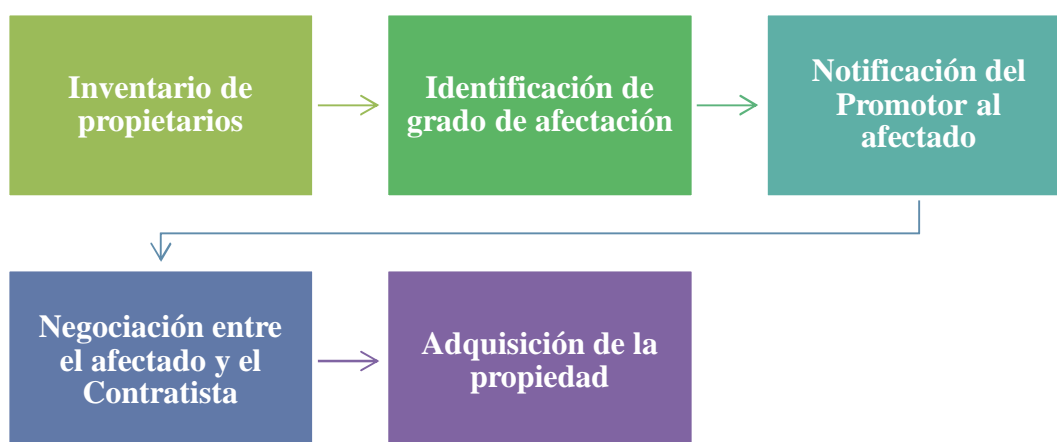 Inventario de
propietarios
Identificación de
grado de afectación
Notificación del
Promotor al
afectado
Negociación entre
el afectado y el
Contratista
Adquisición de la
propiedad